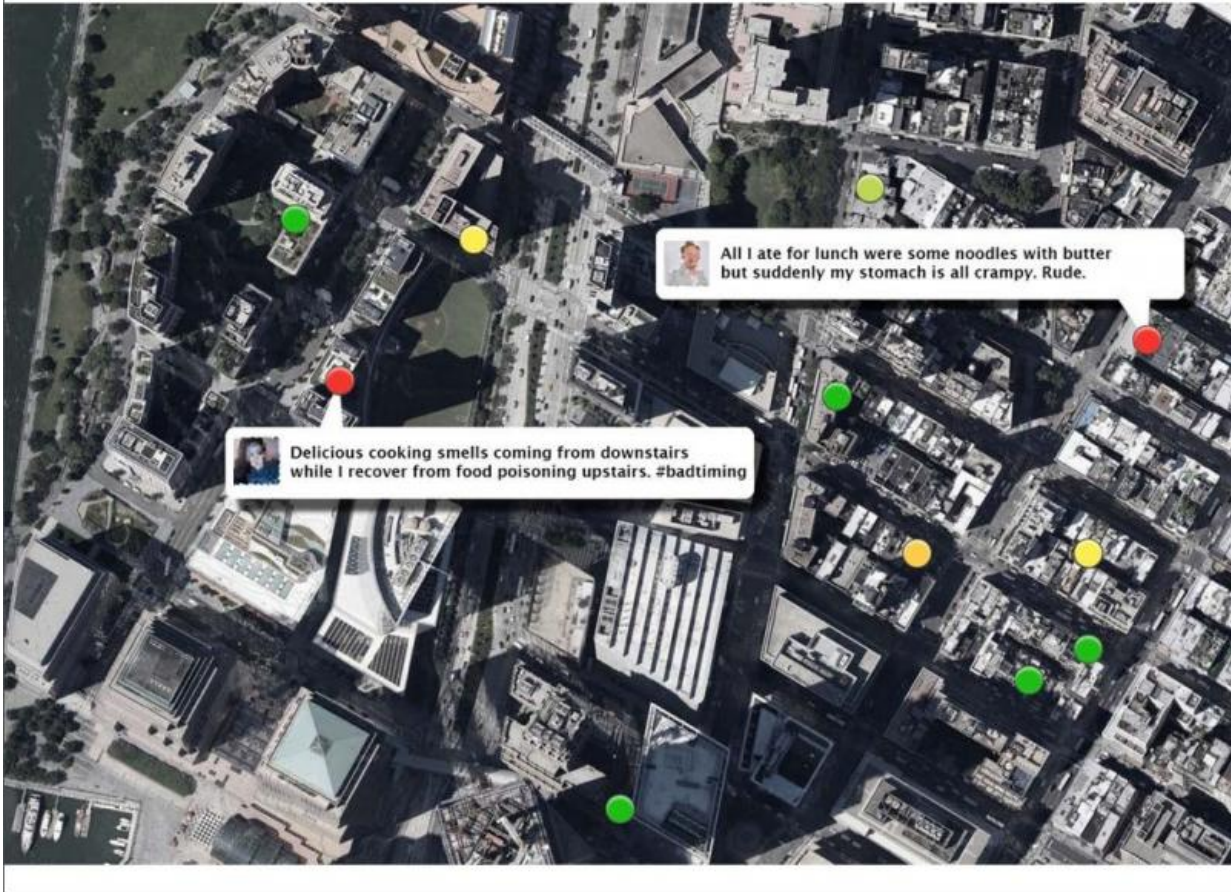 All I ate for lunch were some noodles with butter
but suddenly my stomach is all crampy. Rude.
Delicious cooking smells coming from downstairs
while I recover from food poisoning upstairs. #badtiming